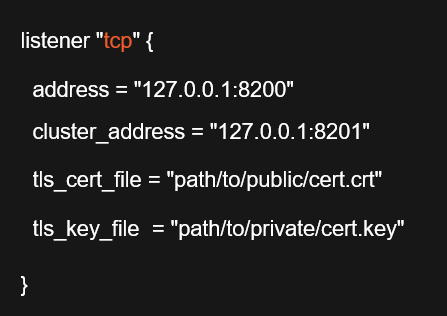 listener "tcp" {
address = "127.0.0.1:8200"
cluster_address = "127.0.0.1:8201"
tls_cert_file = "path/to/public/cert.crt"
tls_key_file  = "path/to/private/cert.key"
}